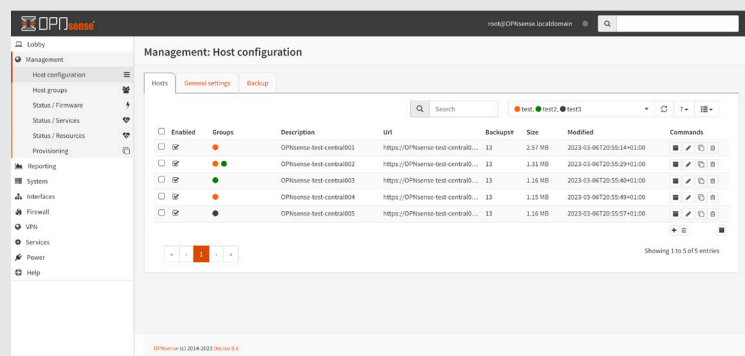 OPNsense
root@OPNsense.localdomain
Lobby
Management
Host configuration
Host groups
Status / Firmware
Status / Services
Status / Resources
Provisioning
Reporting
System
Interfaces
Firewall
VPN
Services
Power
Help
Management: Host configuration
Hosts General settings Backup
Search test, test2, test3 7
Enabled Groups Description Url Backups# Size Modified Commands
OPNsense-test-central001 https://OPNsense-test-central0... 13 2.57 MB 2023-03-06T20:55:14+01:00
OPNsense-test-central002 https://OPNsense-test-central0... 13 1.31 MB 2023-03-06T20:55:29+01:00
OPNsense-test-central003 https://OPNsense-test-central0... 13 1.16 MB 2023-03-06T20:55:40+01:00
OPNsense-test-central004 https://OPNsense-test-central0... 13 1.15 MB 2023-03-06T20:55:49+01:00
OPNsense-test-central005 https://OPNsense-test-central0... 13 1.16 MB 2023-03-06T20:55:57+01:00
« ‹ 1 › »
Showing 1 to 5 of 5 entries
OPNsense (c) 2014-2023 Deciso B.V.